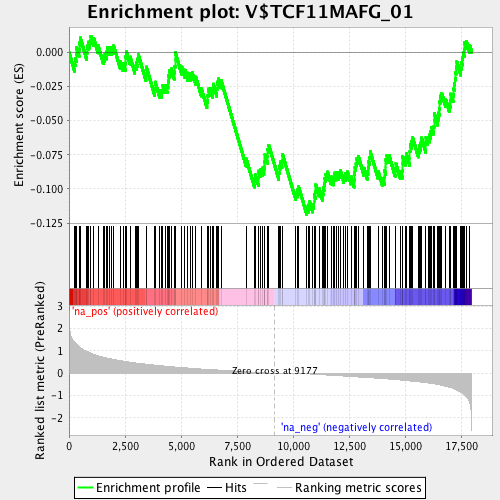 Enrichment plot: V$TCF11MAFG_01
Enrichment score (ES)
0.000
-0.025
-0.050
-0.075
-0.100
-0.125
'na_pos' (positively correlated)
Ranked list metric (PreRanked)
3
2
1
0
-1
-2
Zero cross at 9177
'na_neg' (negatively correlated)
0
2,500
5,000
7,500
10,000
12,500
15,000
17,500
Rank in Ordered Dataset
Enrichment profile
Hits
Ranking metric scores